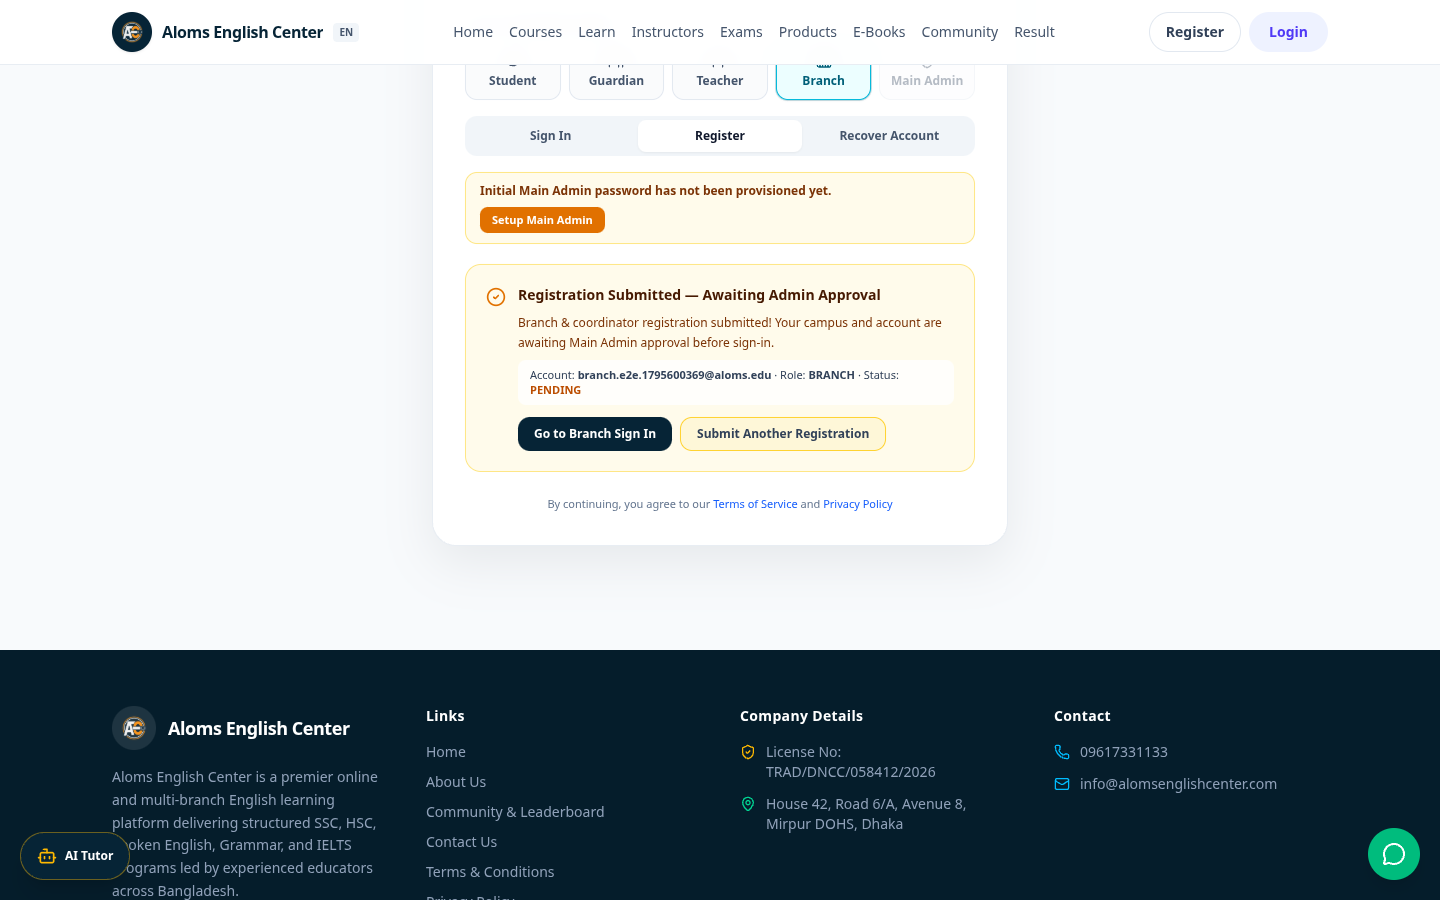 Aloms English Center EN Home Courses Learn Instructors Exams Products E-Books Community Exams Result Register Login
Student Guardian Teacher Branch Main Admin
Sign In Register Recover Account
Initial Main Admin password has not been provisioned yet.
Setup Main Admin
Registration Submitted — Awaiting Admin Approval
Branch & coordinator registration submitted! Your campus and account are
awaiting Main Admin approval before sign-in.
Account: branch.e2e.1795600369@aloms.edu · Role: BRANCH · Status:
PENDING
Go to Branch Sign In Submit Another Registration
By continuing, you agree to our Terms of Service and Privacy Policy
Aloms English Center
Aloms English Center is a premier online
and multi-branch English learning
platform delivering structured SSC, HSC,
English, Grammar, and IELTS
led by experienced educators
across Bangladesh.
AI Tutor
Links
Home
About Us
Community & Leaderboard
Contact Us
Terms & Conditions
Company Details
License No:
TRAD/DNCC/058412/2026
House 42, Road 6/A, Avenue 8,
Mirpur DOHS, Dhaka
Contact
09617331133
info@alomsenglishcenter.com